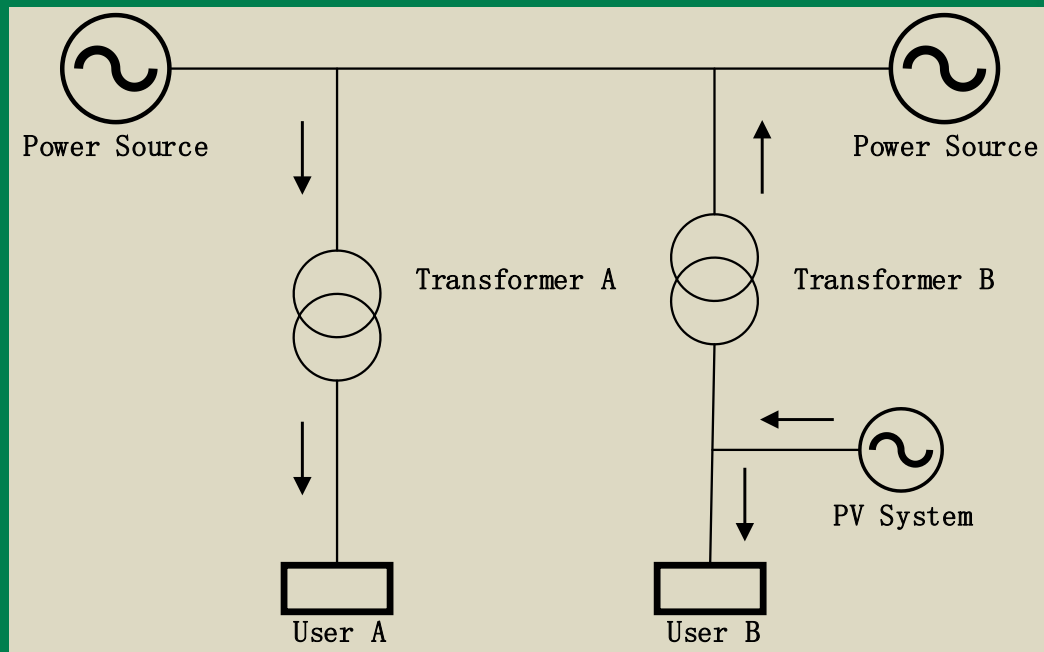 Power Source
Power Source
Transformer A
Transformer B
PV System
User A
User B